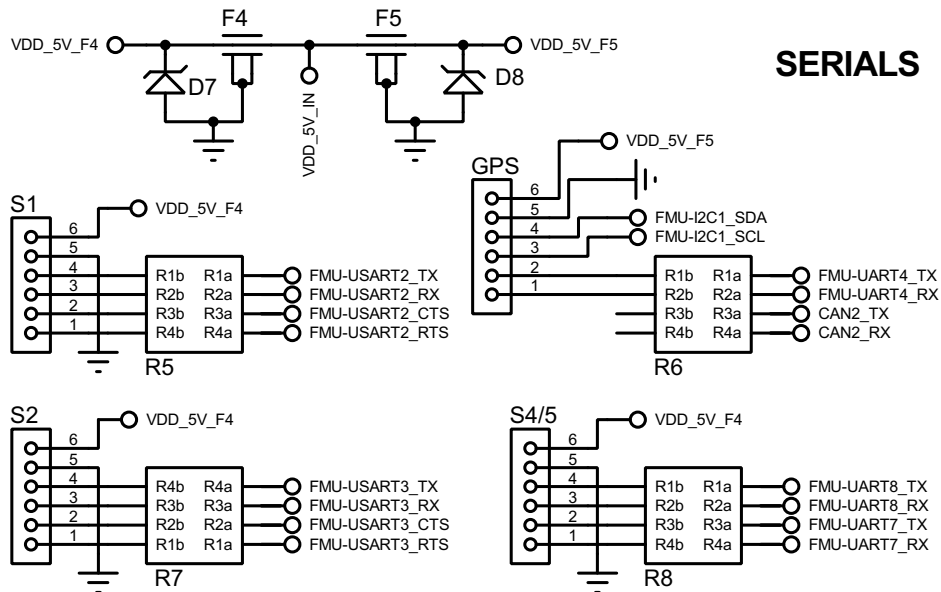 F4 F5
VDD_5V_F4 VDD_5V_F5
D7 D8
VDD_5V_IN
SERIALS
S1
6 VDD_5V_F4
5
4 R1b R1a FMU-USART2_TX
3 R2b R2a FMU-USART2_RX
2 R3b R3a FMU-USART2_CTS
1 R4b R4a FMU-USART2_RTS
R5
GPS
6 VDD_5V_F5
5
4 FMU-I2C1_SDA
3 FMU-I2C1_SCL
2 R1b R1a FMU-UART4_TX
1 R2b R2a FMU-UART4_RX
R3b R3a CAN2_TX
R4b R4a CAN2_RX
R6
S2
6 VDD_5V_F4
5
4 R4b R4a FMU-USART3_TX
3 R3b R3a FMU-USART3_RX
2 R2b R2a FMU-USART3_CTS
1 R1b R1a FMU-USART3_RTS
R7
S4/5
6 VDD_5V_F4
5
4 R1b R1a FMU-UART8_TX
3 R2b R2a FMU-UART8_RX
2 R3b R3a FMU-UART7_TX
1 R4b R4a FMU-UART7_RX
R8